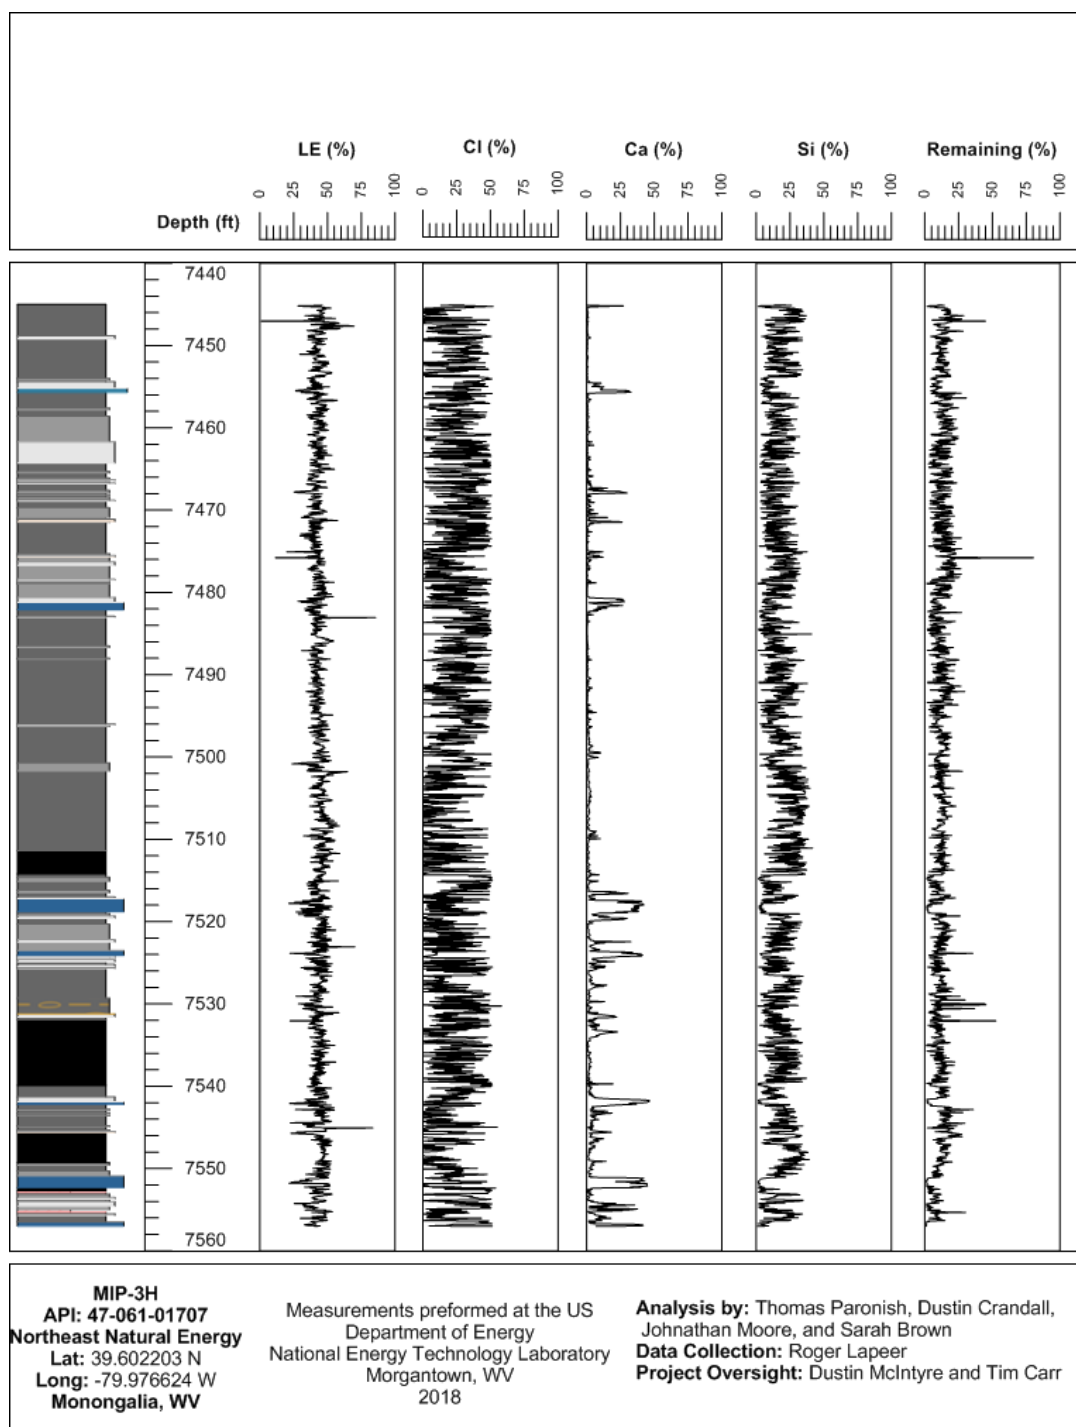 LE (%)
Cl (%)
Ca (%)
Si (%)
Remaining (%)
0 25 50 75 100
0 25 50 75 100
0 25 50 75 100
0 25 50 75 100
0 25 50 75 100
Depth (ft)
7440
7450
7460
7470
7480
7490
7500
7510
7520
7530
7540
7550
7560
MIP-3H
API: 47-061-01707
Northeast Natural Energy
Lat: 39.602203 N
Long: -79.976624 W
Monongalia, WV
Measurements preformed at the US
Department of Energy
National Energy Technology Laboratory
Morgantown, WV
2018
Analysis by: Thomas Paronish, Dustin Crandall,
Johnathan Moore, and Sarah Brown
Data Collection: Roger Lapeer
Project Oversight: Dustin McIntyre and Tim Carr